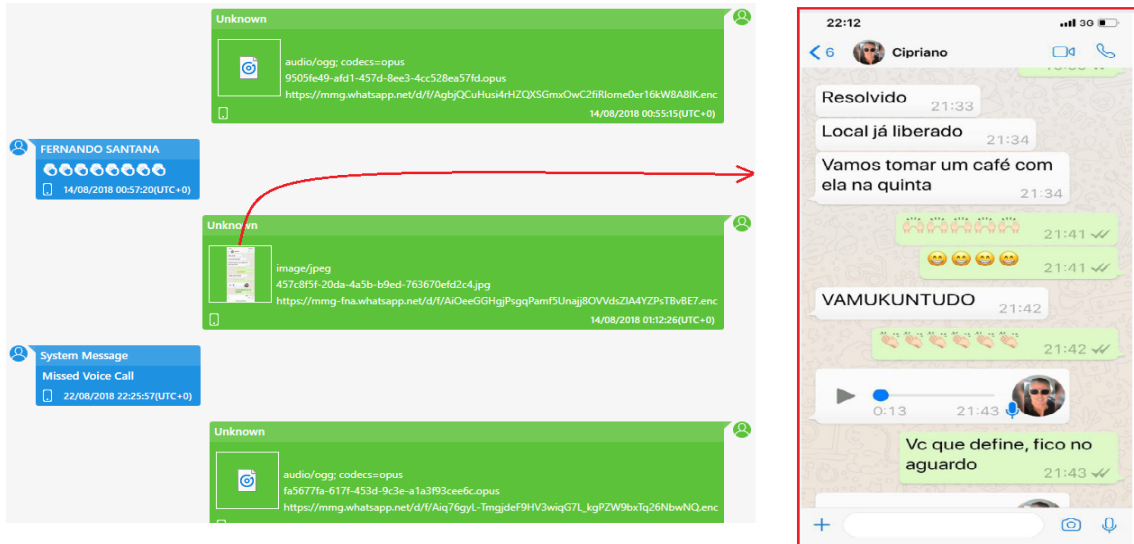 Unknown
audio/ogg; codecs=opus
9505fe49-afd1-457d-8ee3-4cc528ea57fd.opus
https://mmg.whatsapp.net/d/f/AgbjQCuHusi4rHZQXSGmxOwC2fiRlome0er16kW8A8lK.enc
14/08/2018 00:55:15(UTC+0)
FERNANDO SANTANA
👏👏👏👏👏👏👏👏
14/08/2018 00:57:20(UTC+0)
Unknown
image/jpeg
457c8f5f-20da-4a5b-b9ed-763670efd2c4.jpg
https://mmg-fna.whatsapp.net/d/f/AiOeeGGHgjPsgqPamf5Unajj8OVVdsZlA4YZPsTBvBE7.enc
14/08/2018 01:12:26(UTC+0)
System Message
Missed Voice Call
22/08/2018 22:25:57(UTC+0)
Unknown
audio/ogg; codecs=opus
fa5677fa-617f-453d-9c3e-a1a3f93cee6c.opus
https://mmg.whatsapp.net/d/f/Aiq76gyL-TmgjdeF9HV3wiqG7L_kgPZW9bxTq26NbwNQ.enc
22:12
3G
6
Cipriano
Resolvido
21:33
Local já liberado
21:34
Vamos tomar um café com
ela na quinta
21:34
🙌🏻🙌🏻🙌🏻🙌🏻🙌🏻
21:41
😁😁😁😁
21:41
VAMUKUNTUDO
21:42
👏🏻👏🏻👏🏻👏🏻👏🏻👏🏻
21:42
0:13
21:43
Vc que define, fico no
aguardo
21:43